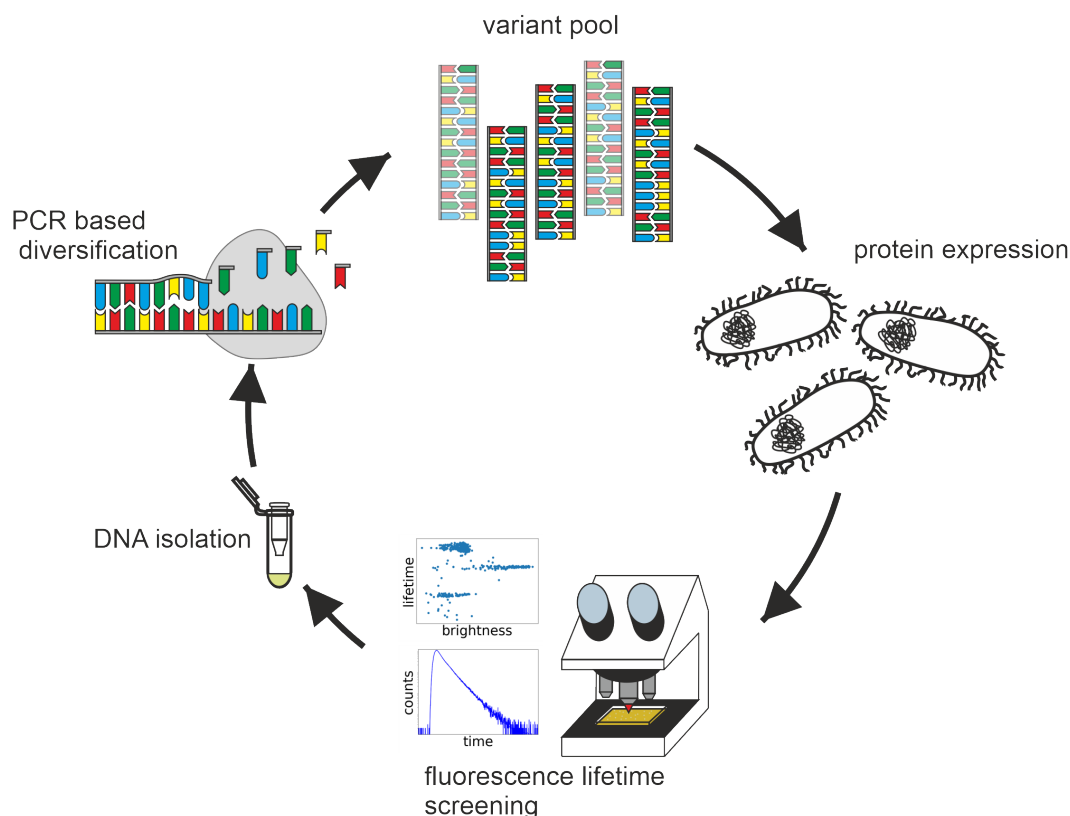 variant pool
PCR based
diversification
protein expression
DNA isolation
lifetime
brightness
counts
time
fluorescence lifetime
screening